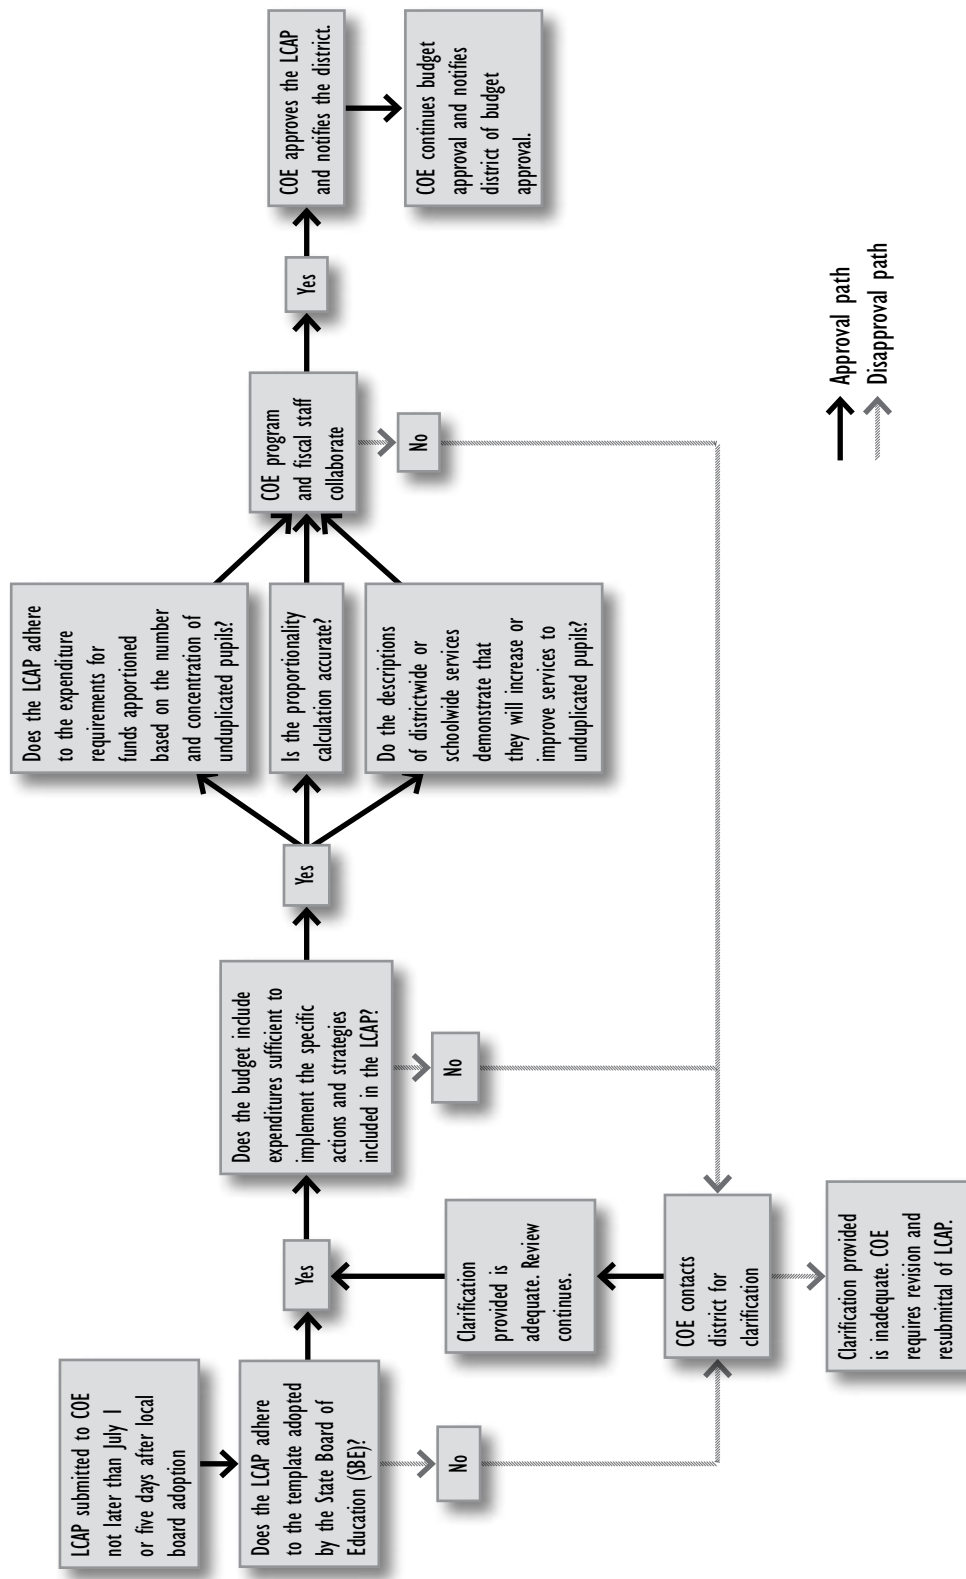 LCAP submitted to COE
not later than July 1
or five days after local
board adoption
Does the LCAP adhere
to the template adopted
by the State Board of
Education (SBE)?
No
Yes
Clarification
provided is
adequate. Review
continues.
COE contacts
district for
clarification
Clarification provided
is inadequate. COE
requires revision and
resubmittal of LCAP.
Does the budget include
expenditures sufficient to
implement the specific
actions and strategies
included in the LCAP?
No
Yes
Does the LCAP adhere
to the expenditure
requirements for
funds apportioned
based on the number
and concentration of
unduplicated pupils?
Is the proportionality
calculation accurate?
Do the descriptions
of districtwide or
schoolwide services
demonstrate that
they will increase or
improve services to
unduplicated pupils?
COE program
and fiscal staff
collaborate
No
Yes
COE approves the LCAP
and notifies the district.
COE continues budget
approval and notifies
district of budget
approval.
Approval path
Disapproval path